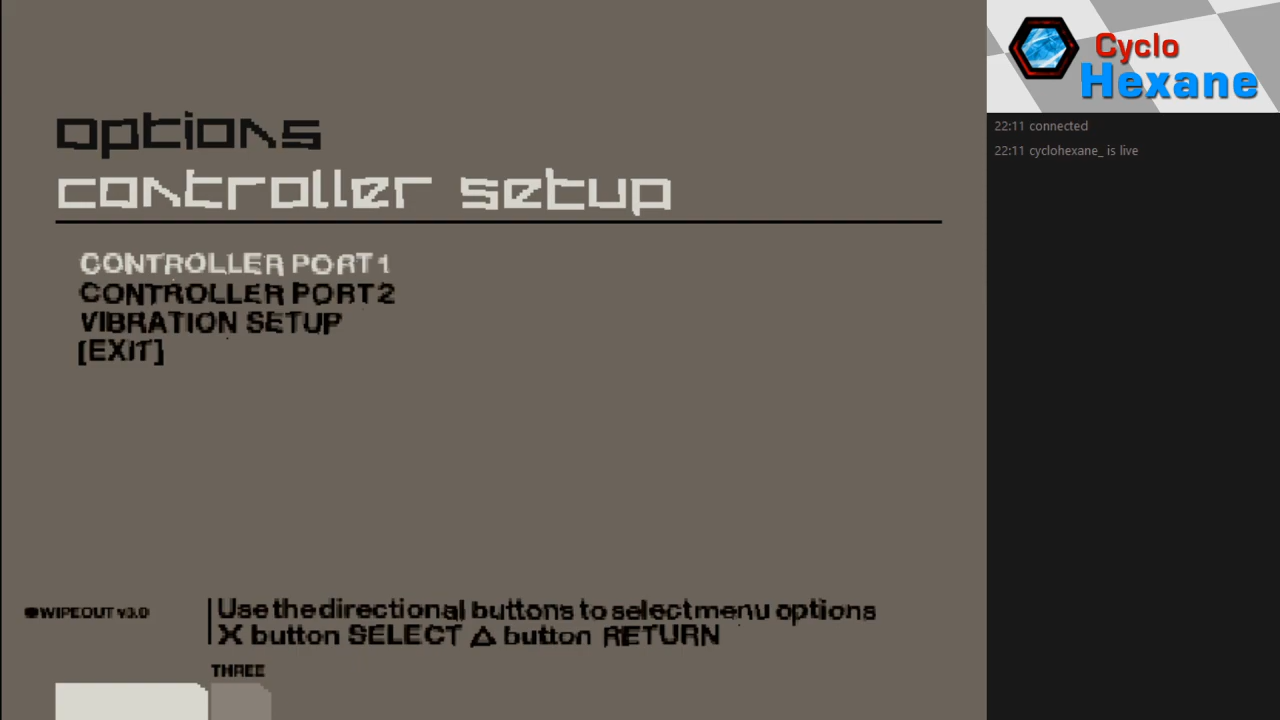 options
controller setup
CONTROLLER PORT 1
CONTROLLER PORT 2
VIBRATION SETUP
[EXIT]
WIPEOUT v3.0
Use the directional buttons to select menu options
X button SELECT △ button RETURN
THREE
Cyclo
Hexane
22:11 connected
22:11 cyclohexane_ is live